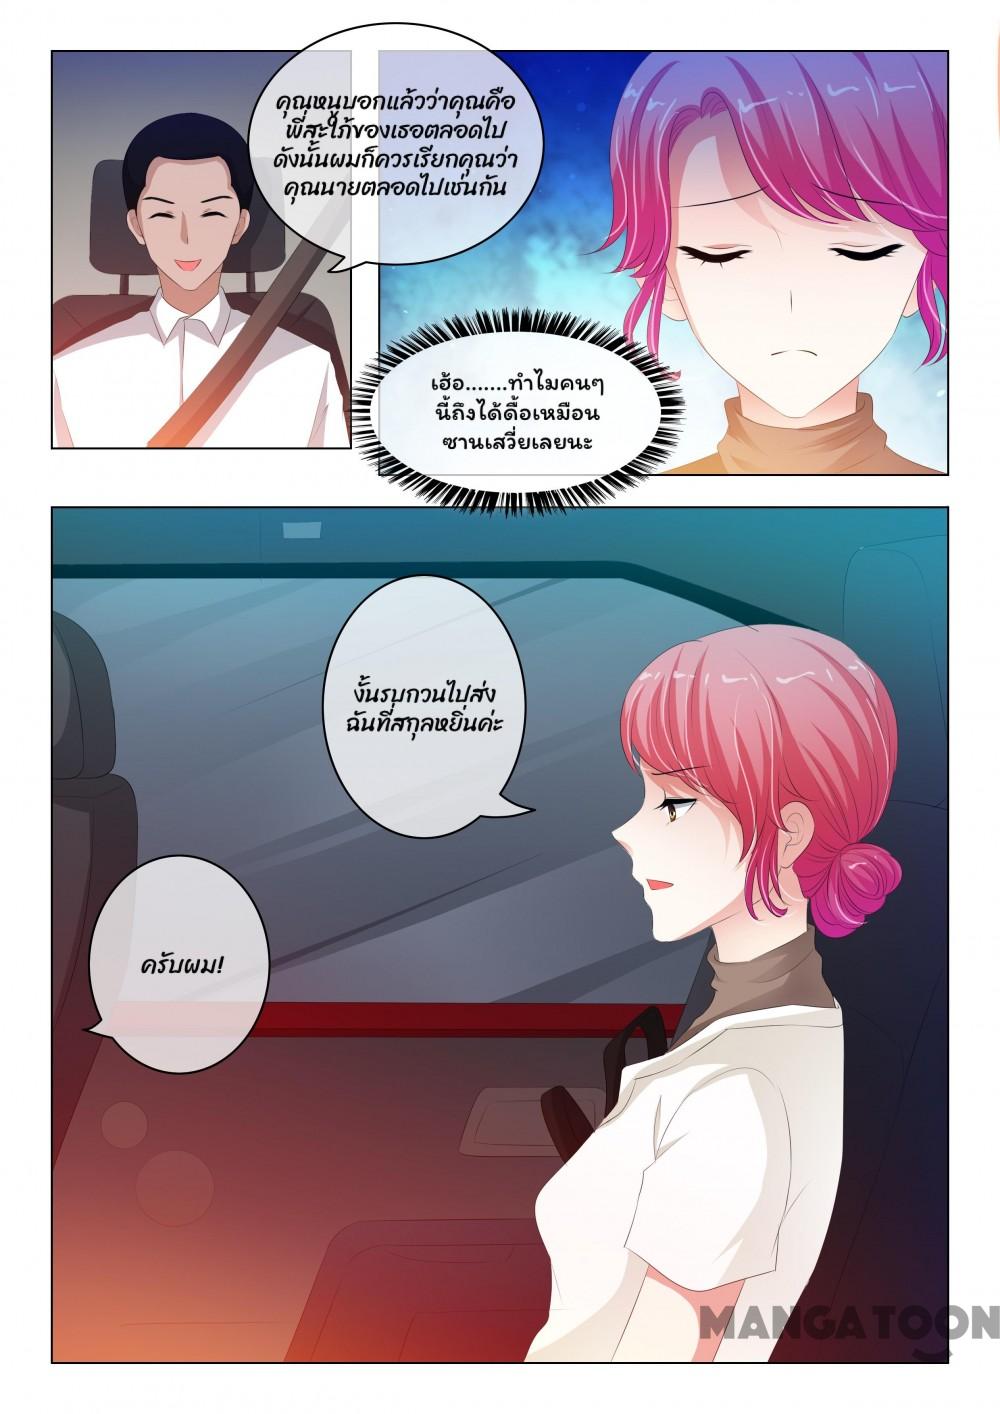 คุณหนูบอกแล้วว่าคุณคือ
พี่สะใภ้ของเธอตลอดไป
ดังนั้นผมก็ควรเรียกคุณว่า
คุณนายตลอดไปเช่นกัน
เฮ้อ.......ทำไมคนๆ
นี้ถึงได้ดื้อเหมือน
ซานเสวี่ยเลยนะ
งั้นรบกวนไปส่ง
ฉันที่สกุลหยิ่นค่ะ
ครับผม!
MANGATOON